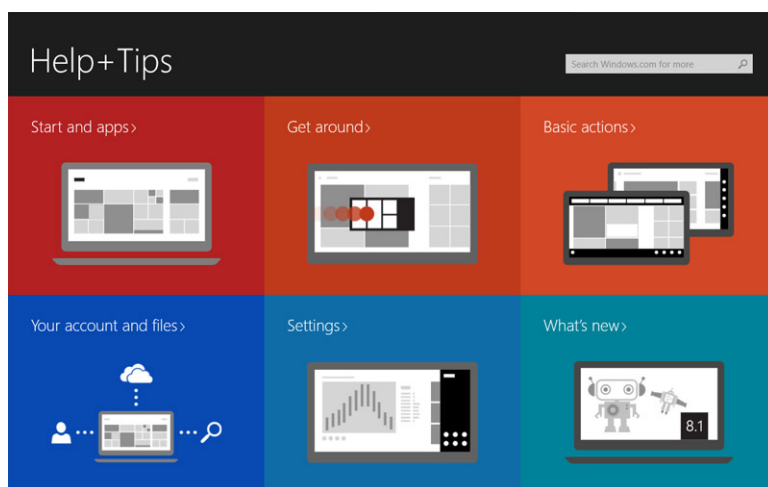 Help+Tips
Search Windows.com for more
Start and apps>
Get around>
Basic actions>
Your account and files>
Settings>
What's new>
8.1